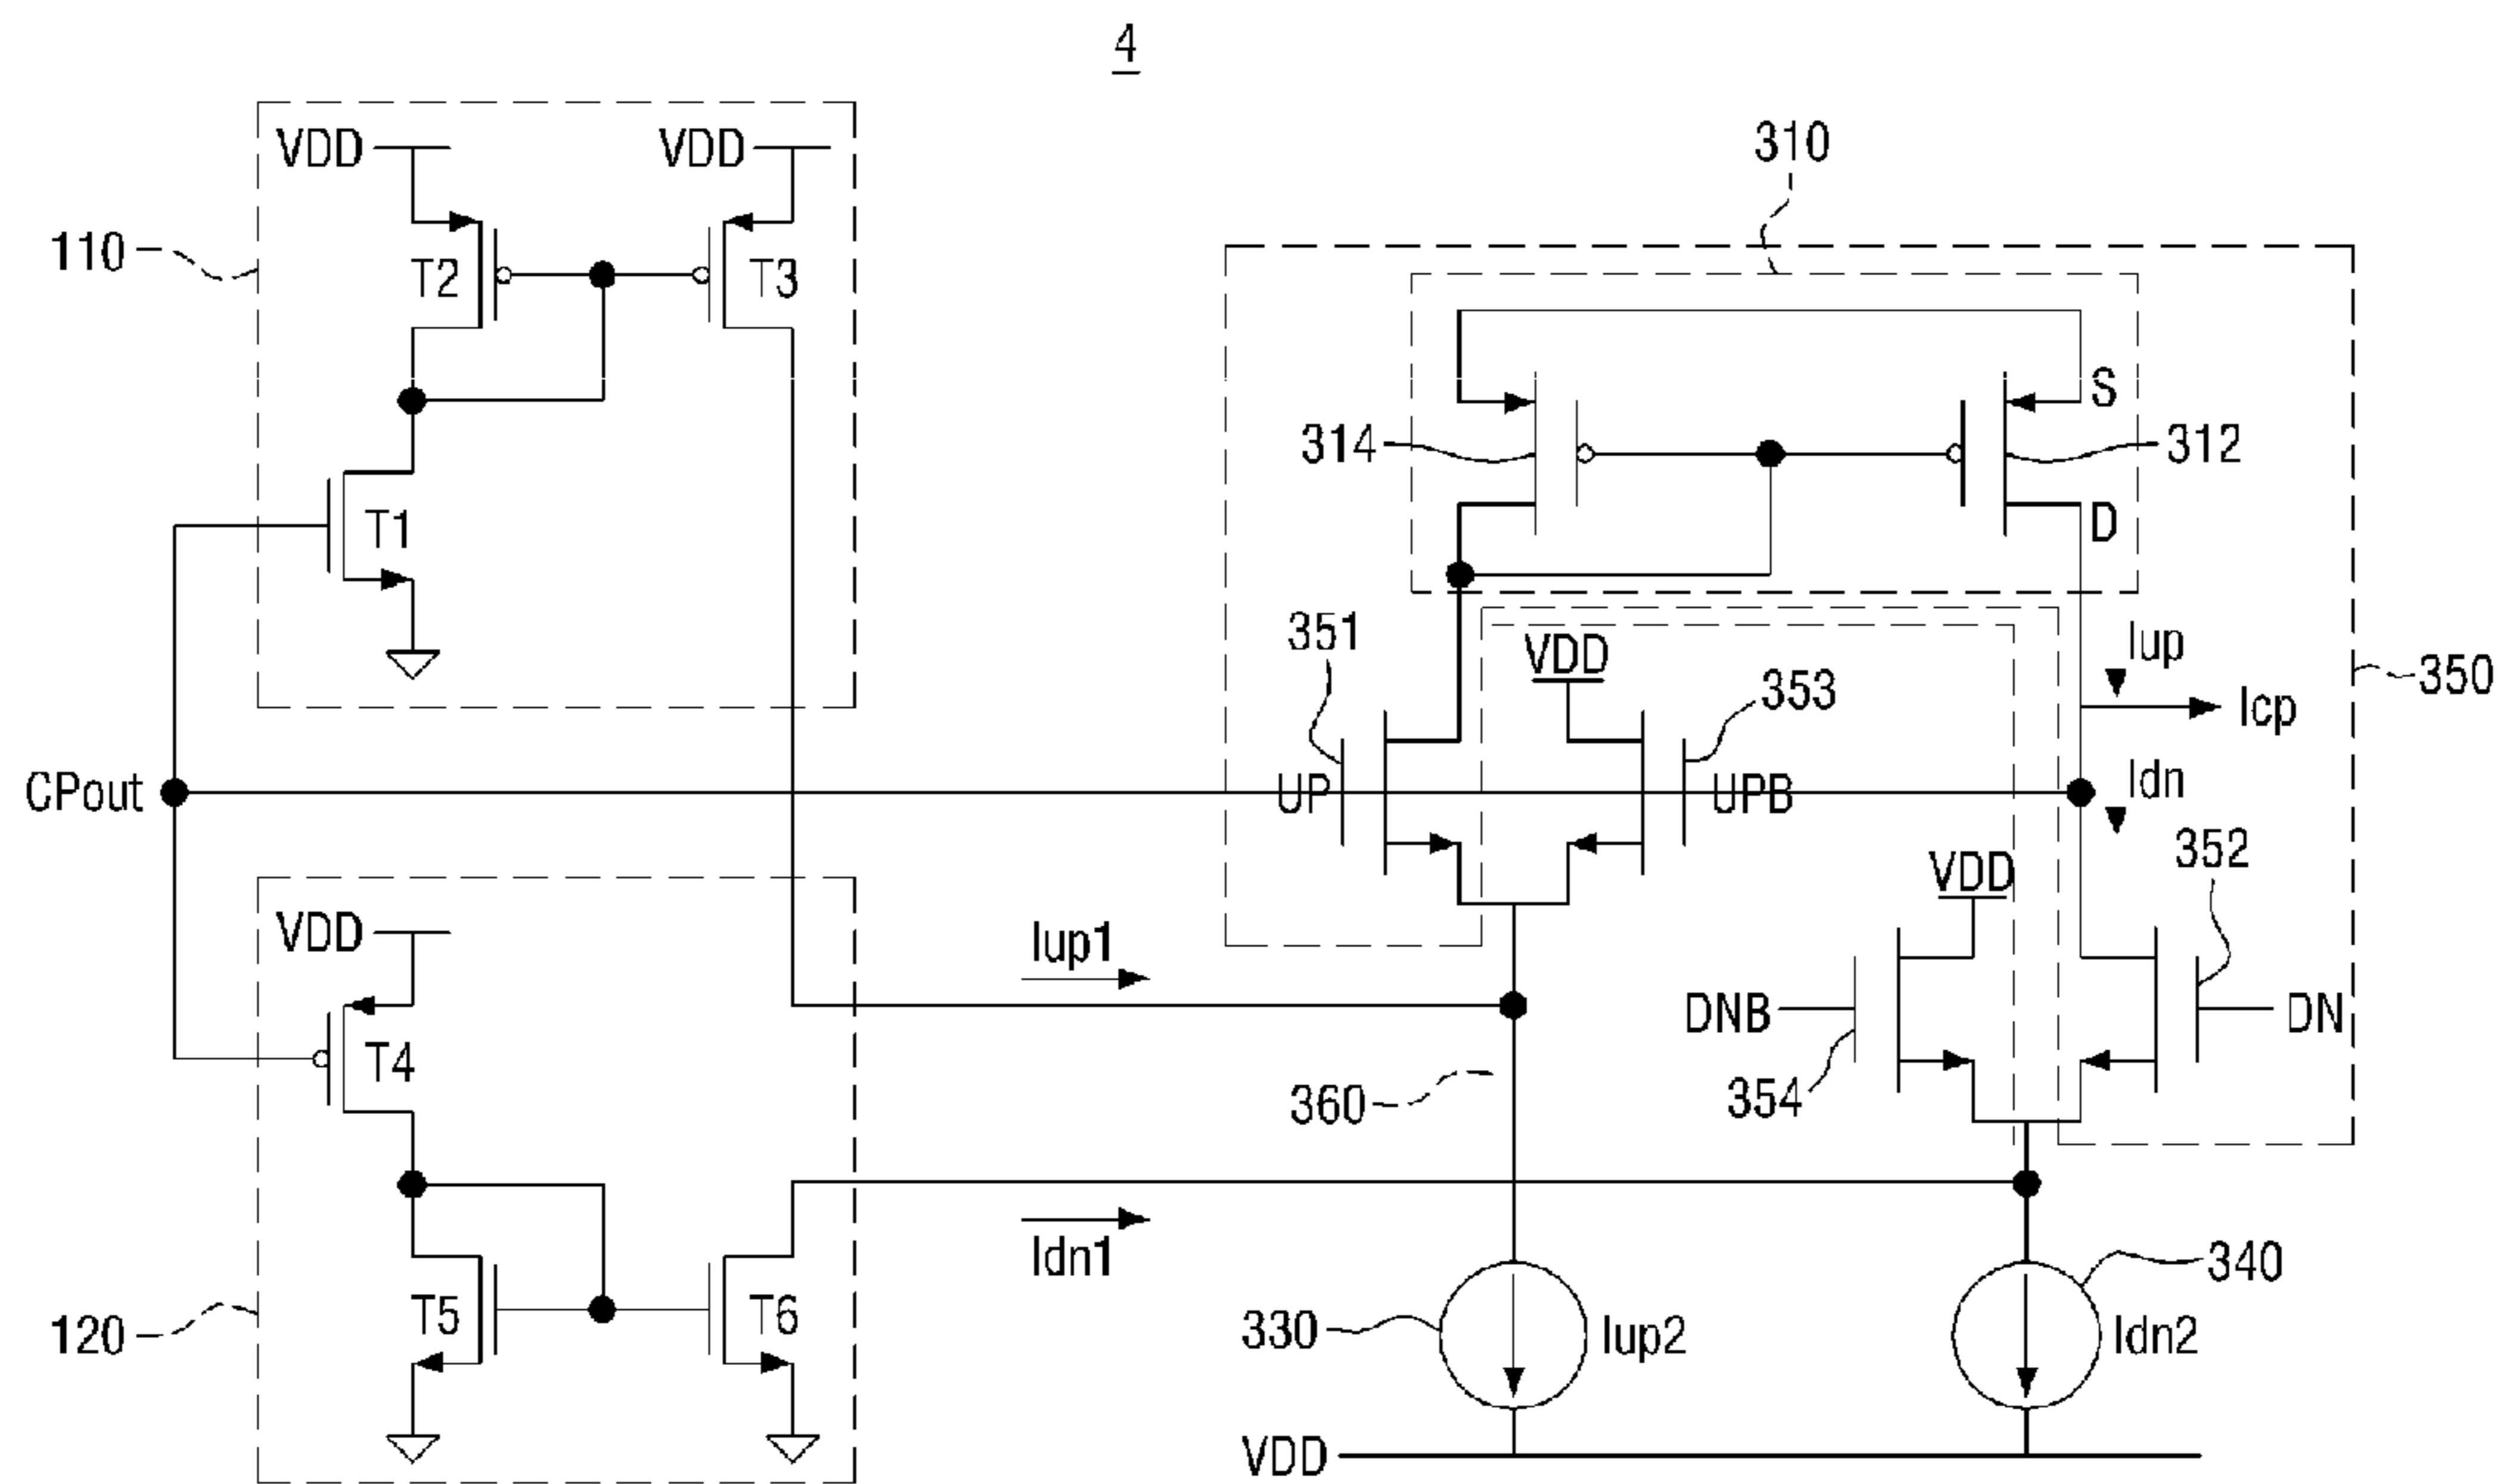 4
VDD
VDD
310
110
T2
T3
S
314
312
T1
D
351
VDD
353
Iup
350
Icp
CPout
UP
UPB
Idn
352
VDD
VDD
Iup1
DNB
DN
T4
360
354
Idn1
340
T5
T6
120
330
Iup2
Idn2
VDD